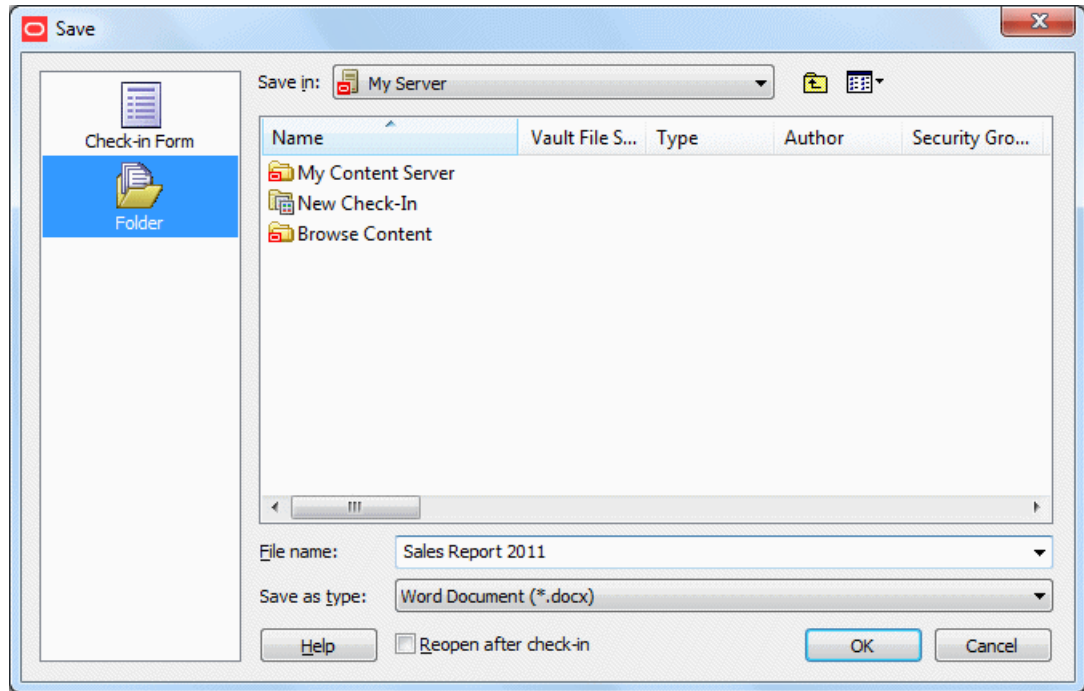 Save
Check-in Form
Folder
Save in: My Server
Name Vault File S... Type Author Security Gro...
My Content Server
New Check-In
Browse Content
File name: Sales Report 2011
Save as type: Word Document (*.docx)
Help Reopen after check-in OK Cancel